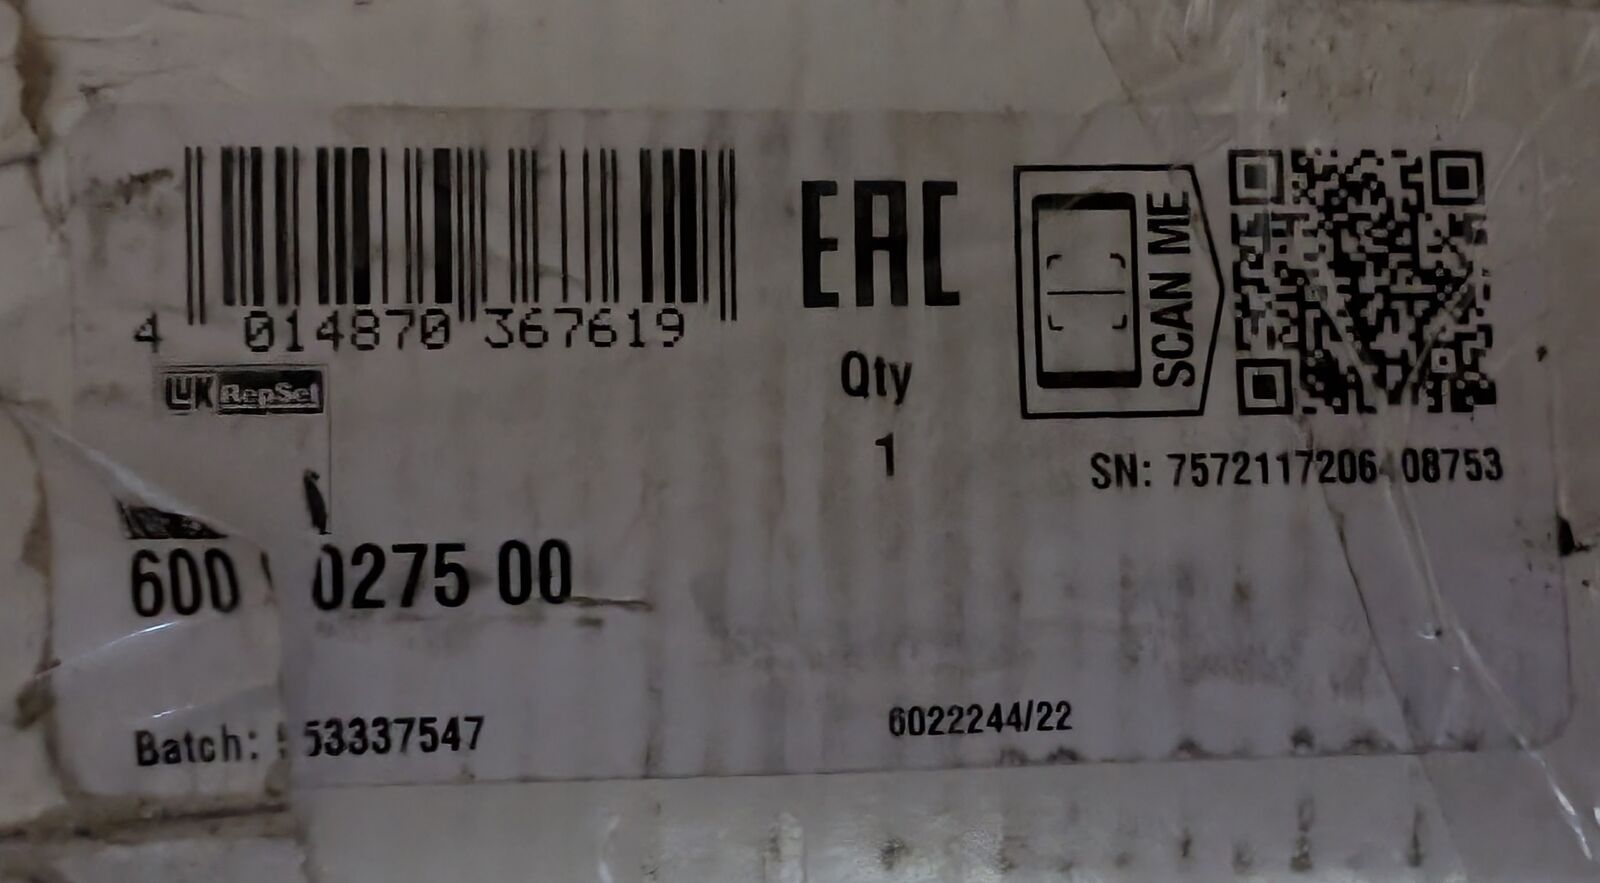 4 014870 367619
LUK RepSet
EAC
Qty
1
SCAN ME
SN: 7572117206 08753
600 0275 00
Batch: 53337547
6022244/22